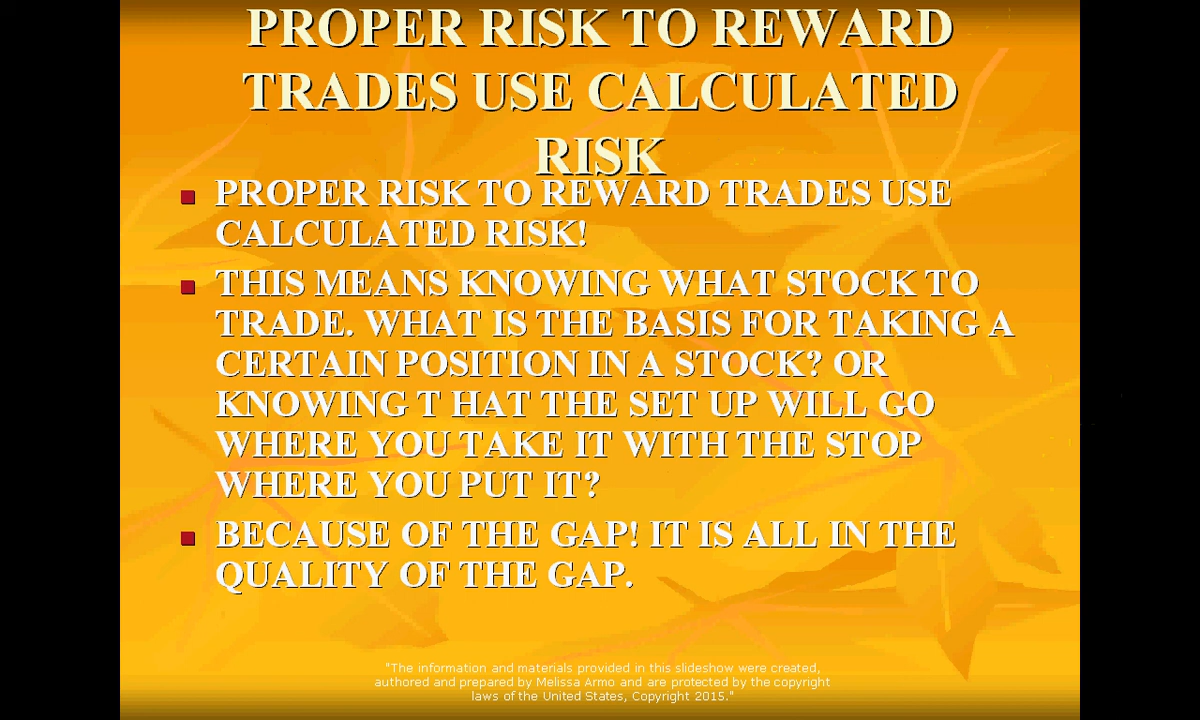 PROPER RISK TO REWARD
TRADES USE CALCULATED
RISK
PROPER RISK TO REWARD TRADES USE
CALCULATED RISK!
THIS MEANS KNOWING WHAT STOCK TO
TRADE. WHAT IS THE BASIS FOR TAKING A
CERTAIN POSITION IN A STOCK? OR
KNOWING T HAT THE SET UP WILL GO
WHERE YOU TAKE IT WITH THE STOP
WHERE YOU PUT IT?
BECAUSE OF THE GAP! IT IS ALL IN THE
QUALITY OF THE GAP.
"The information and materials provided in this slideshow were created,
authored and prepared by Melissa Armo and are protected by the copyright
laws of the United States, Copyright 2015."